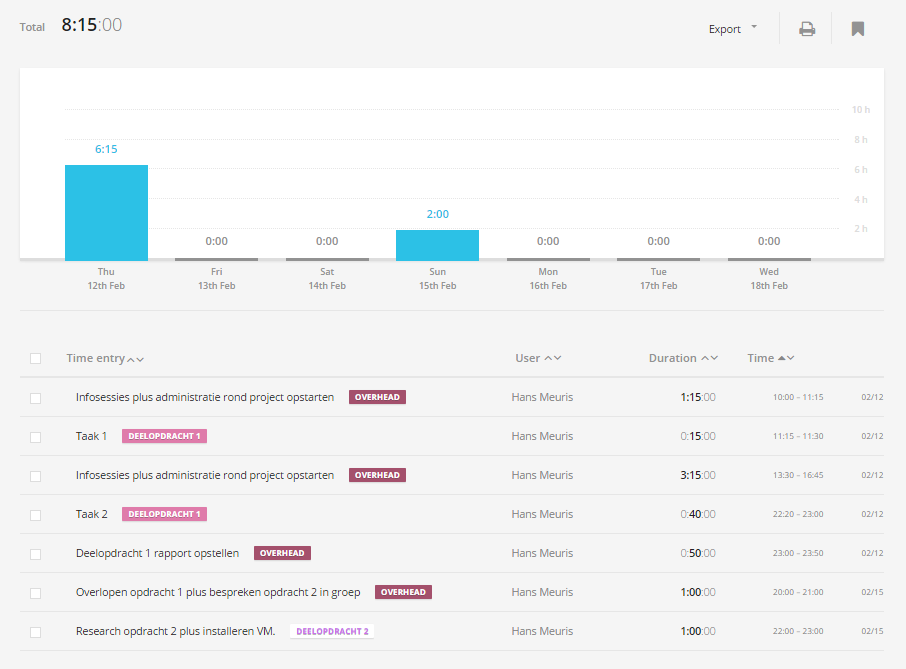 Total 8:15:00 Export
10 h
8 h
6:15
6 h
4 h
2:00
2 h
0:00 0:00 0:00 0:00 0:00
Thu Fri Sat Sun Mon Tue Wed
12th Feb 13th Feb 14th Feb 15th Feb 16th Feb 17th Feb 18th Feb
Time entry User Duration Time
Infosessies plus administratie rond project opstarten OVERHEAD Hans Meuris 1:15:00 10:00 – 11:15 02/12
Taak 1 DEELOPDRACHT 1 Hans Meuris 0:15:00 11:15 – 11:30 02/12
Infosessies plus administratie rond project opstarten OVERHEAD Hans Meuris 3:15:00 13:30 – 16:45 02/12
Taak 2 DEELOPDRACHT 1 Hans Meuris 0:40:00 22:20 – 23:00 02/12
Deelopdracht 1 rapport opstellen OVERHEAD Hans Meuris 0:50:00 23:00 – 23:50 02/12
Overlopen opdracht 1 plus bespreken opdracht 2 in groep OVERHEAD Hans Meuris 1:00:00 20:00 – 21:00 02/15
Research opdracht 2 plus installeren VM. DEELOPDRACHT 2 Hans Meuris 1:00:00 22:00 – 23:00 02/15